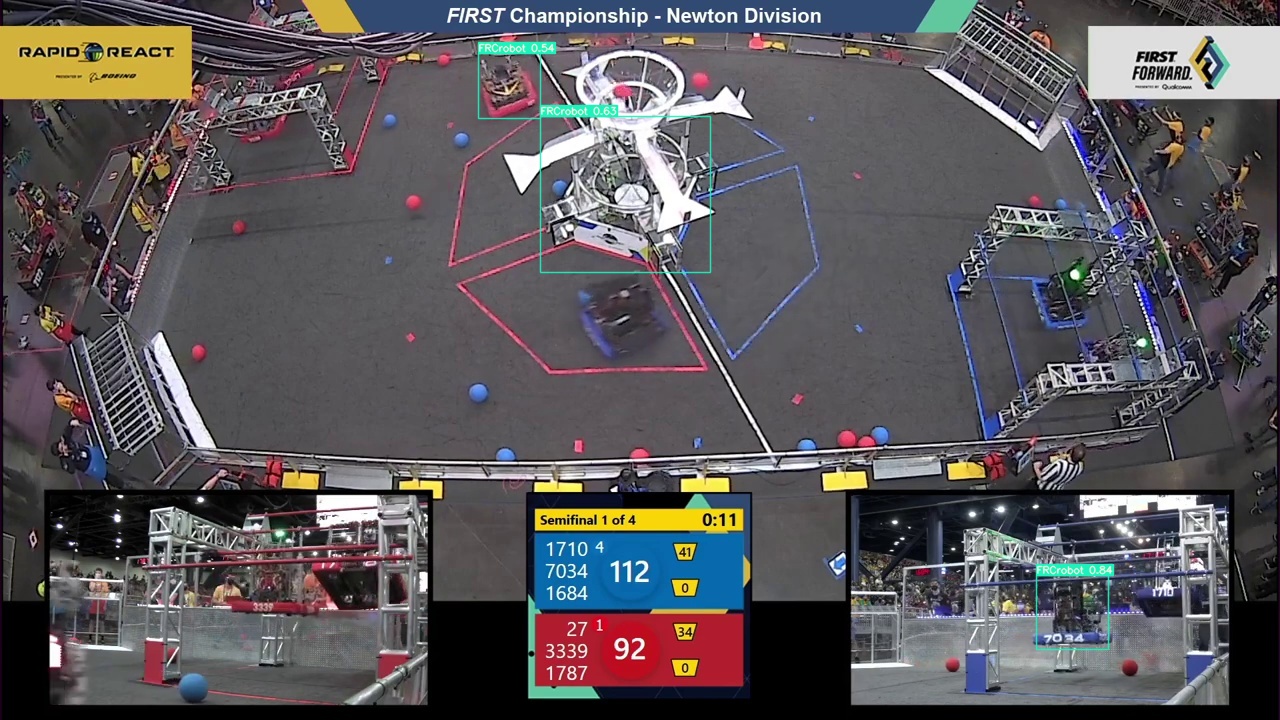 FIRST Championship - Newton Division
RAPID REACT
PRESENTED BY BOEING
FIRST
FORWARD
PRESENTED BY Qualcomm
FRCrobot 0.54
FRCrobot 0.63
Semifinal 1 of 4 0:11
1710 4
7034 112 41
1684 0
27 1
3339 92 34
1787 0
3339
FRCrobot 0.84
1710
7034